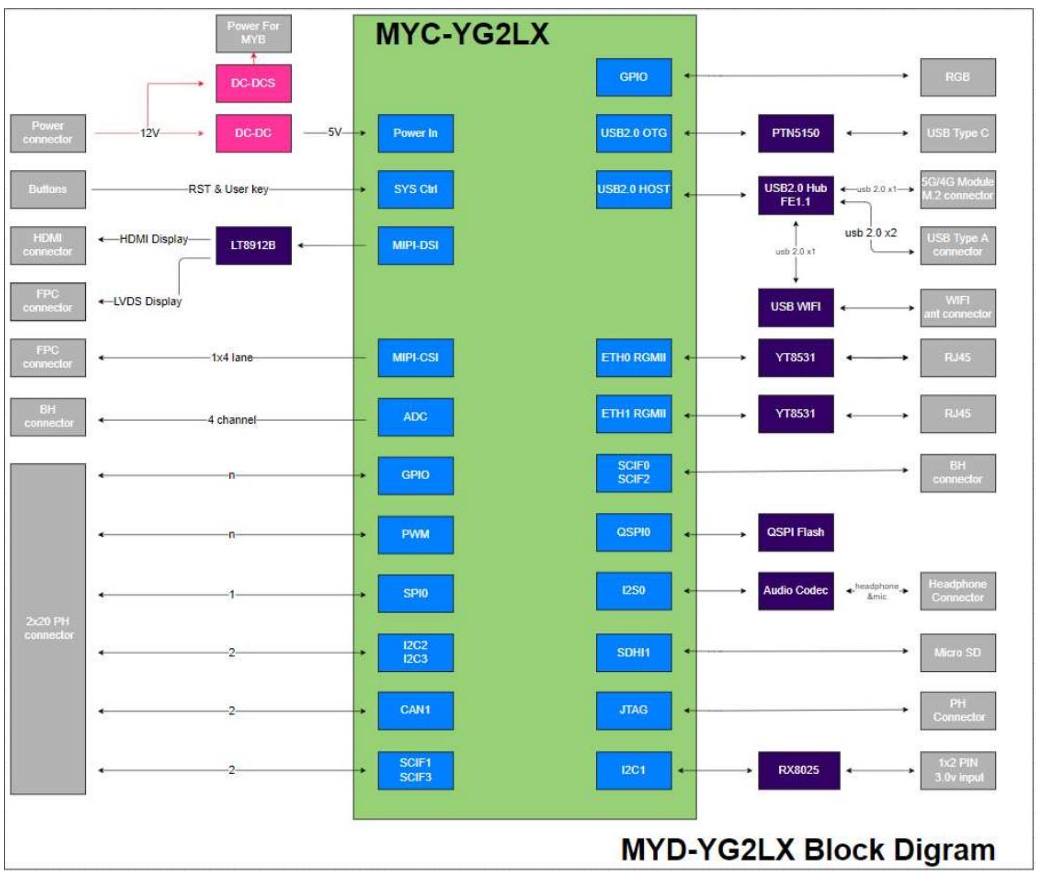 MYC-YG2LX
Power For
MYB
DC-DCS
Power
connector
12V
DC-DC
5V
Power In
Buttons
RST & User key
SYS Ctrl
HDMI
connector
HDMI Display
LT8912B
MIPI-DSI
FPC
connector
LVDS Display
FPC
connector
1x4 lane
MIPI-CSI
BH
connector
4 channel
ADC
2x20 PH
connector
n
GPIO
n
PWM
1
SPI0
2
I2C2
I2C3
2
CAN1
2
SCIF1
SCIF3
GPIO
RGB
USB2.0 OTG
PTN5150
USB Type C
USB2.0 HOST
USB2.0 Hub
FE1.1
usb 2.0 x1
5G/4G Module
M.2 connector
usb 2.0 x2
USB Type A
connector
usb 2.0 x1
USB WIFI
WIFI
ant connector
ETH0 RGMII
YT8531
RJ45
ETH1 RGMII
YT8531
RJ45
SCIF0
SCIF2
BH
connector
QSPI0
QSPI Flash
I2S0
Audio Codec
headphone
&mic
Headphone
Connector
SDHI1
Micro SD
JTAG
PH
Connector
I2C1
RX8025
1x2 PIN
3.0v input
MYD-YG2LX Block Digram